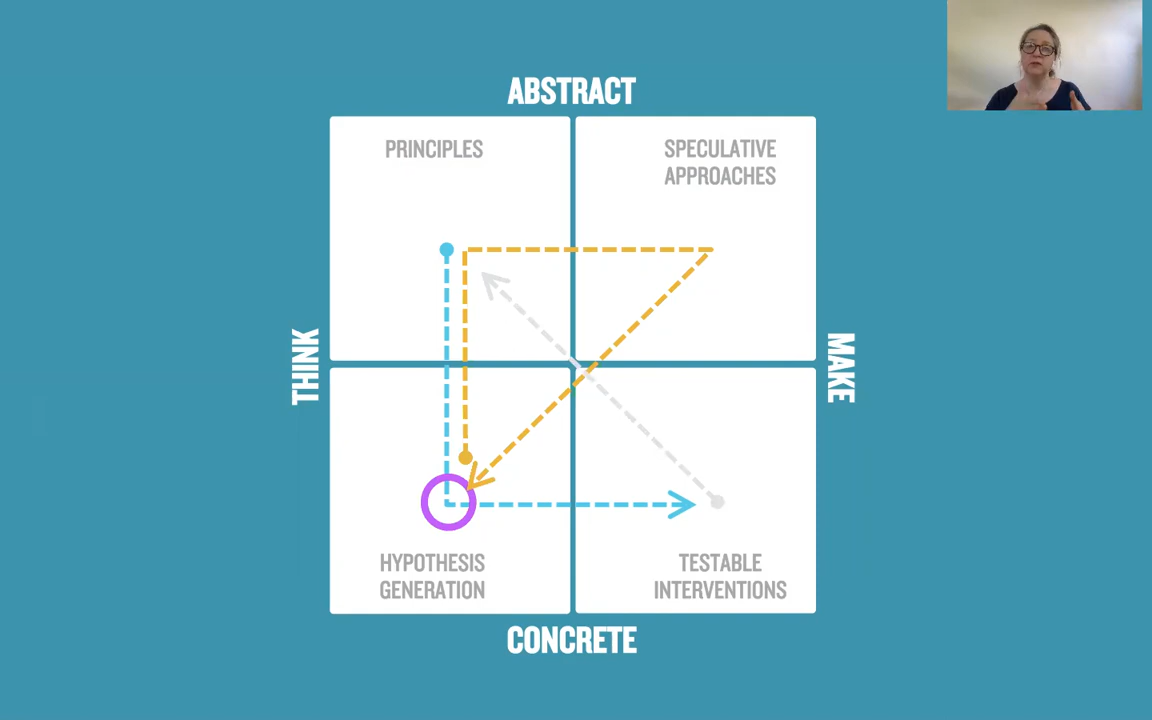 ABSTRACT
PRINCIPLES
SPECULATIVE
APPROACHES
THINK
MAKE
HYPOTHESIS
GENERATION
TESTABLE
INTERVENTIONS
CONCRETE